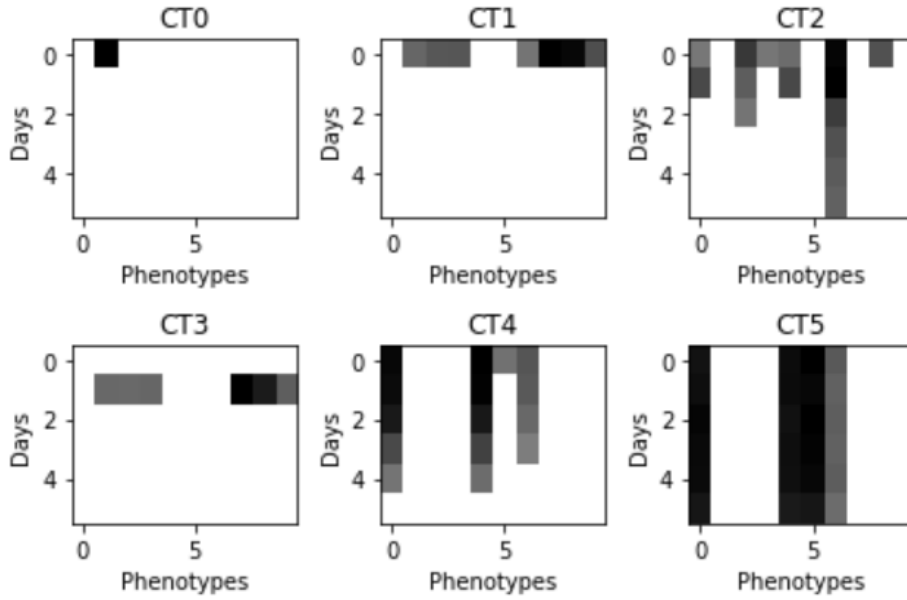 CT0 CT1 CT2
0 0 0
2 2 2
4 4 4
Days Days Days
0 5 0 5 0 5
Phenotypes Phenotypes Phenotypes
CT3 CT4 CT5
0 0 0
2 2 2
4 4 4
Days Days Days
0 5 0 5 0 5
Phenotypes Phenotypes Phenotypes